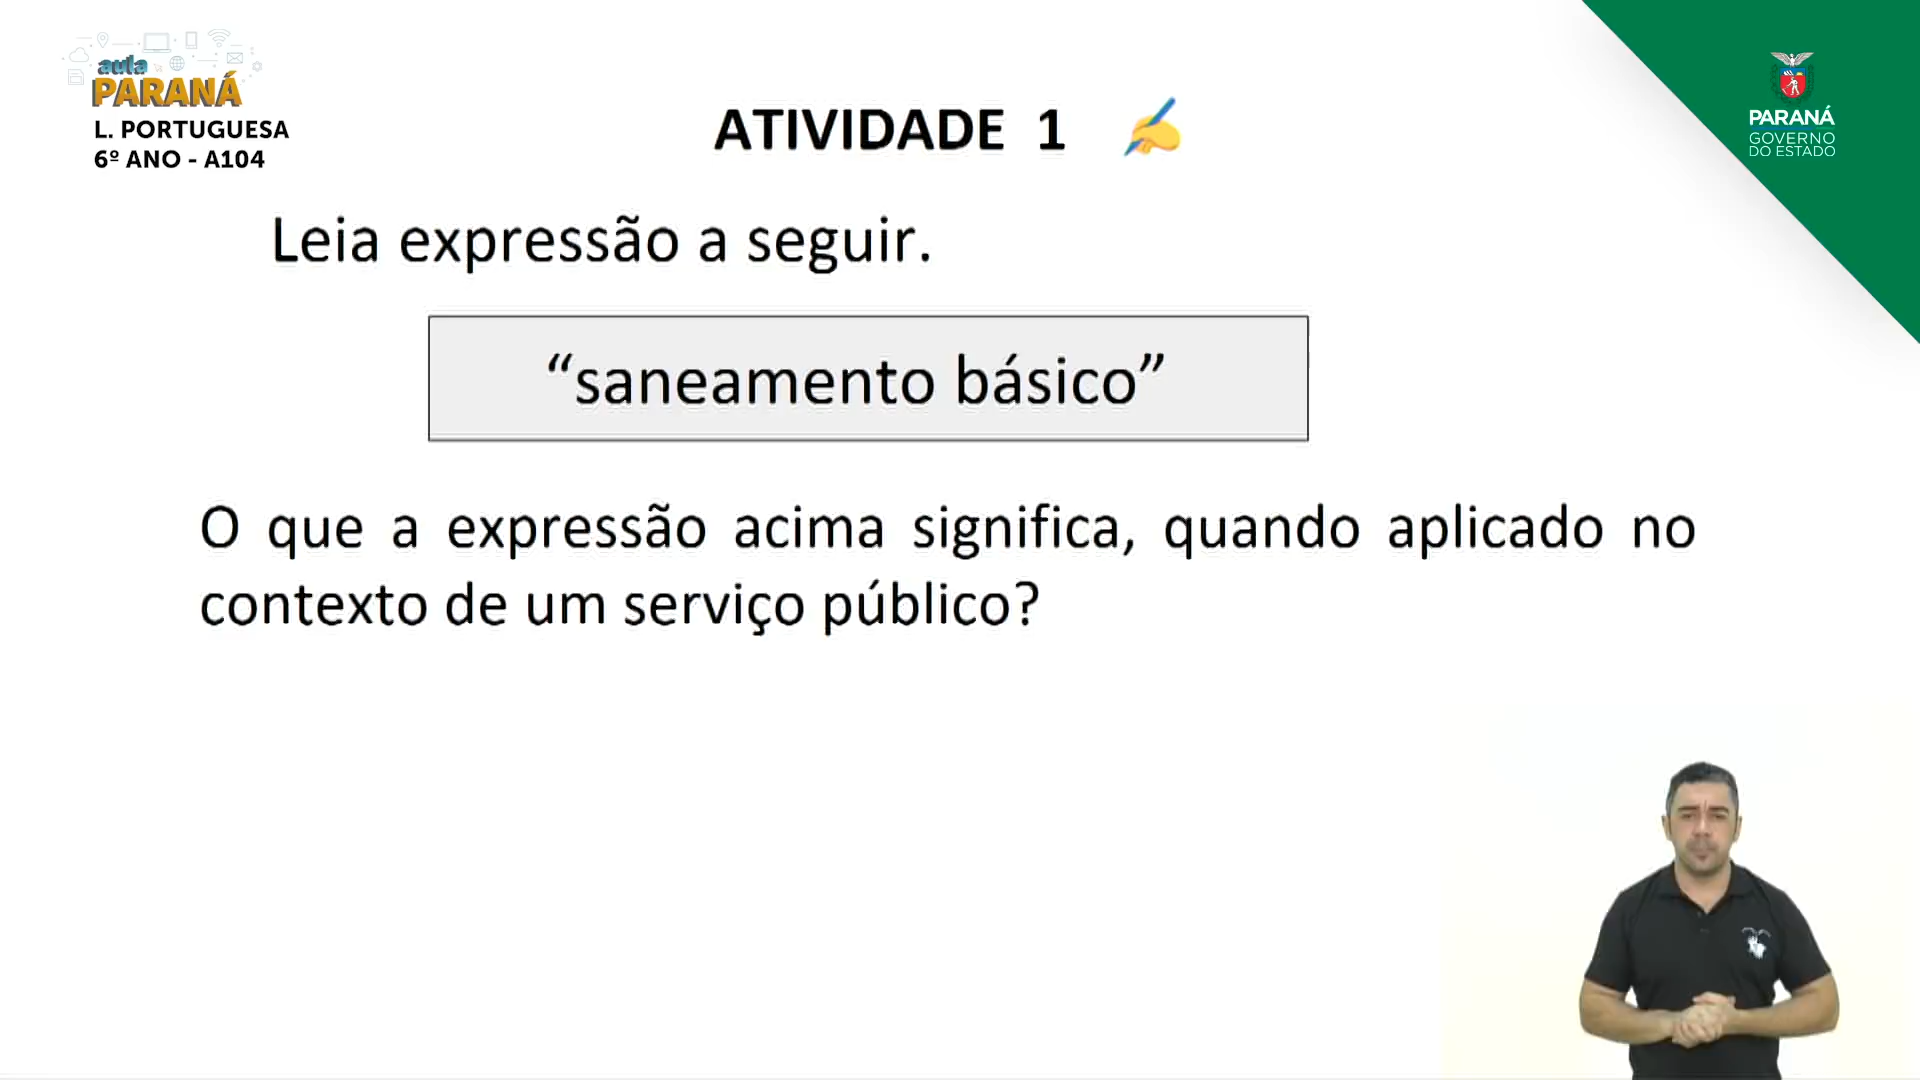 aula
PARANÁ
L. PORTUGUESA
6º ANO - A104
ATIVIDADE 1
PARANÁ
GOVERNO
DO ESTADO
Leia expressão a seguir.
“saneamento básico”
O que a expressão acima significa, quando aplicado no
contexto de um serviço público?